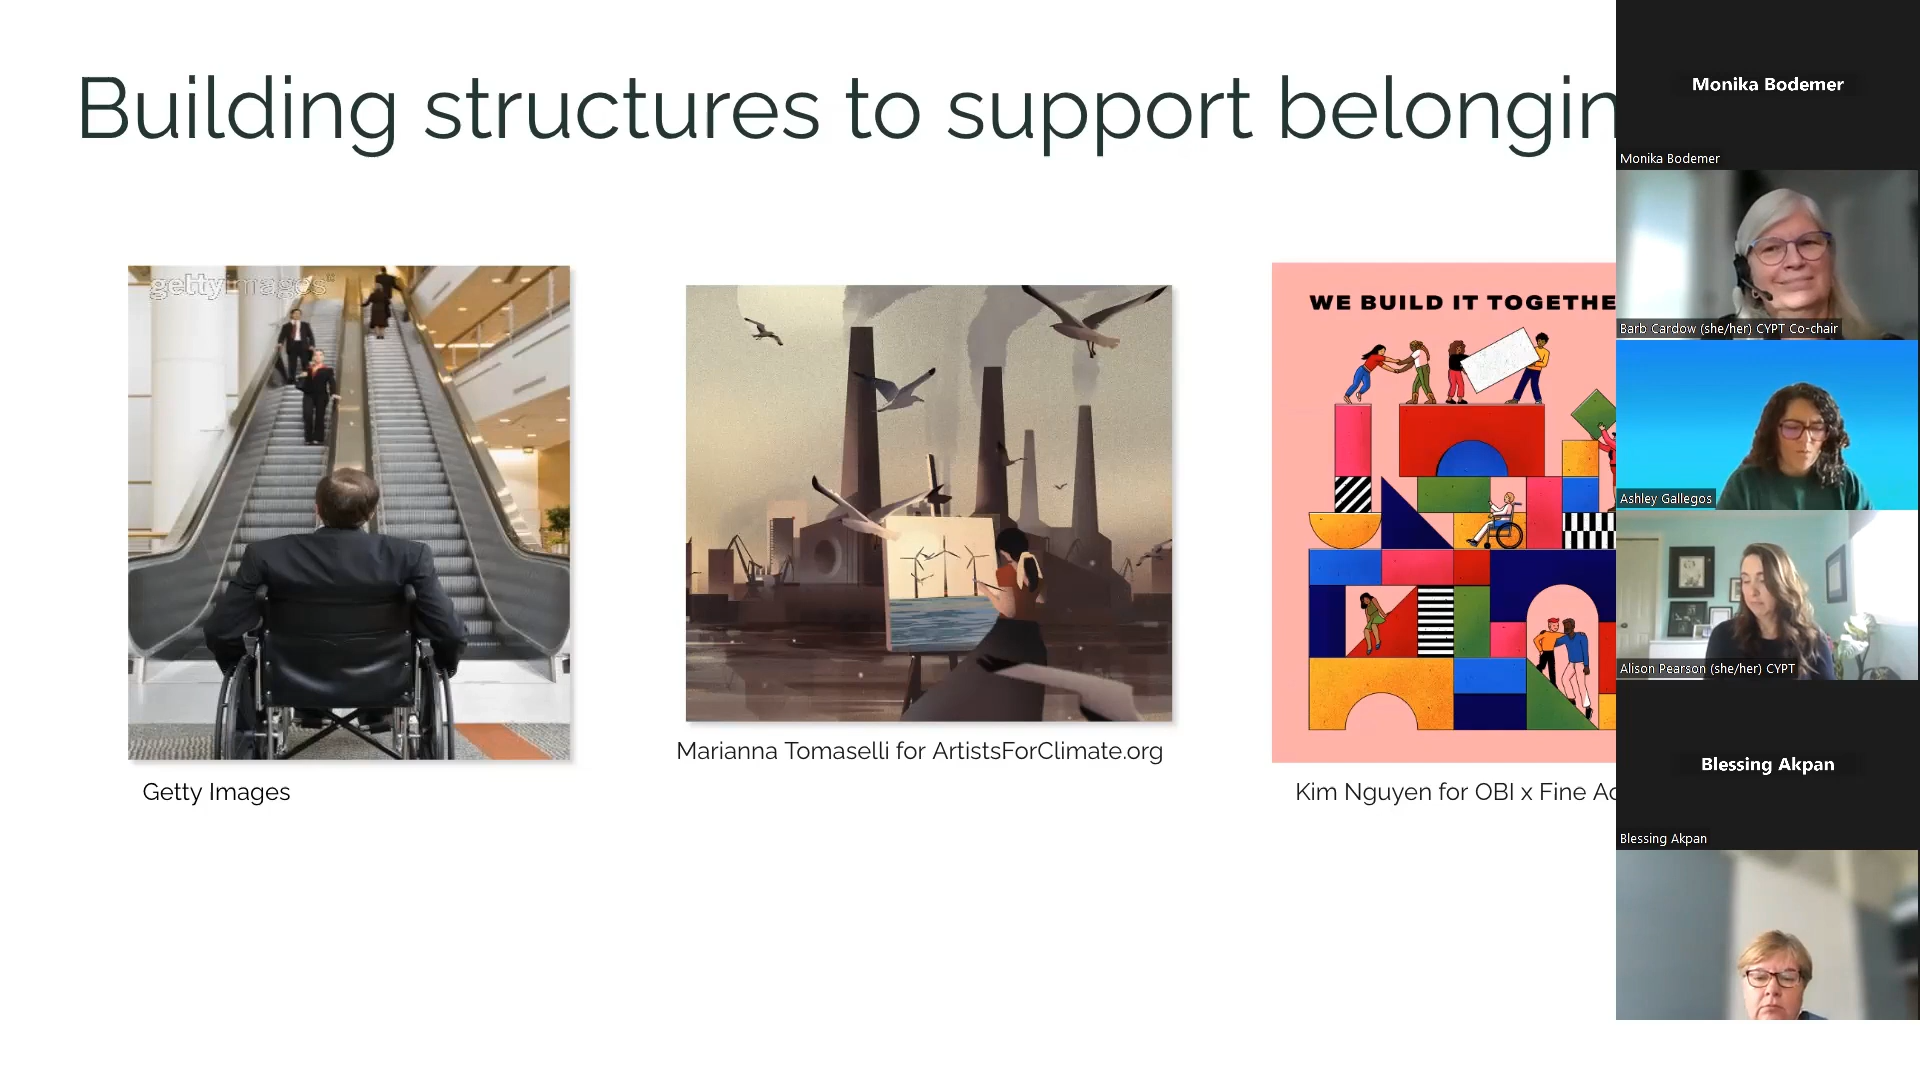 Building structures to support belongin
gettyimages
WE BUILD IT TOGETHE
Marianna Tomaselli for ArtistsForClimate.org
Getty Images
Kim Nguyen for OBI x Fine Ac
Monika Bodemer
Monika Bodemer
Barb Cardow (she/her) CYPT Co-chair
Ashley Gallegos
Alison Pearson (she/her) CYPT
Blessing Akpan
Blessing Akpan